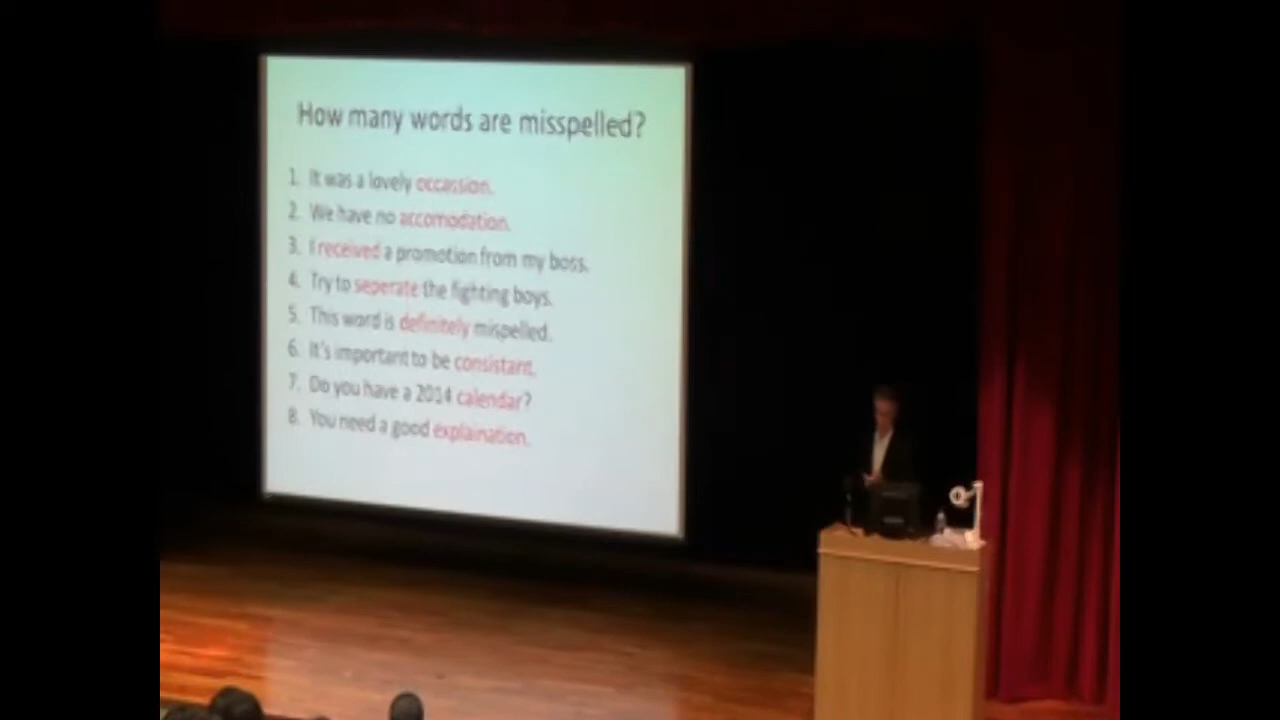 How many words are misspelled?
1. It was a lovely occassion.
2. We have no accomodation.
3. I received a promotion from my boss.
4. Try to seperate the fighting boys.
5. This word is definitely mispelled.
6. It's important to be consistant.
7. Do you have a 2014 calendar?
8. You need a good explaination.